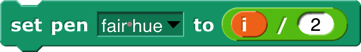 set pen fair•hue to i / 2